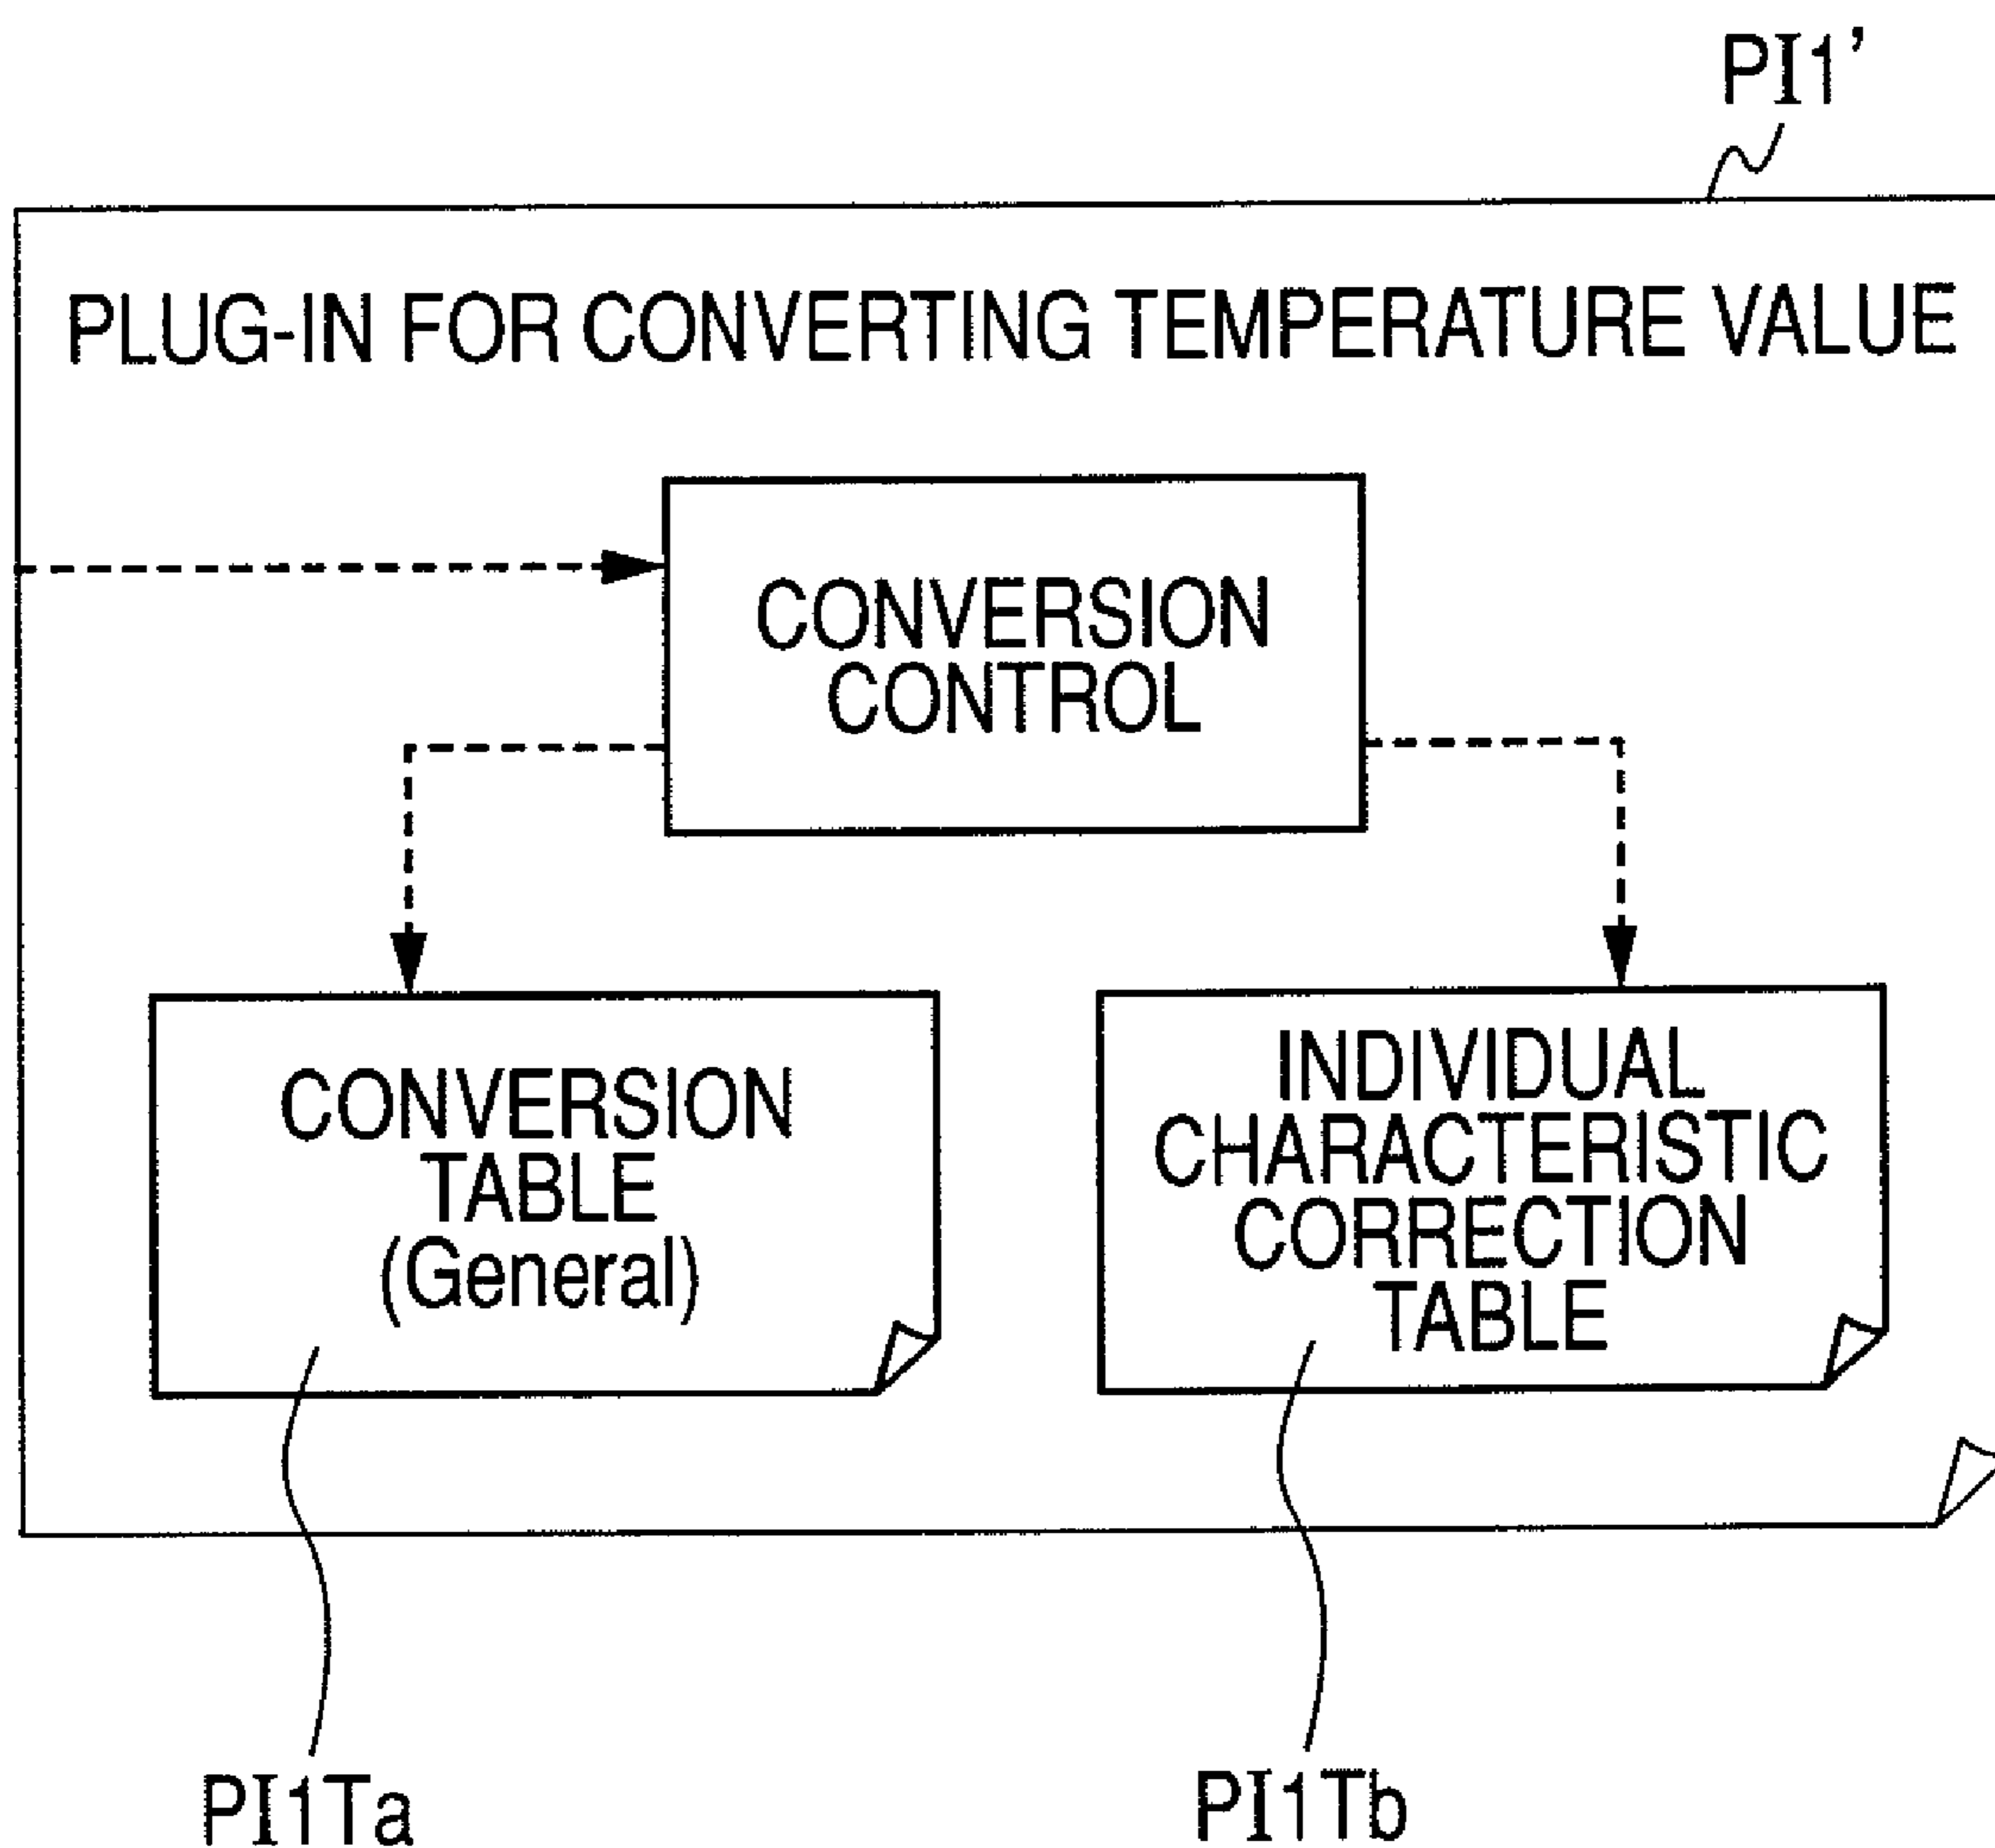 PI1'
PLUG-IN FOR CONVERTING TEMPERATURE VALUE
CONVERSION
CONTROL
CONVERSION
TABLE
(General)
INDIVIDUAL
CHARACTERISTIC
CORRECTION
TABLE
PI1Ta
PI1Tb